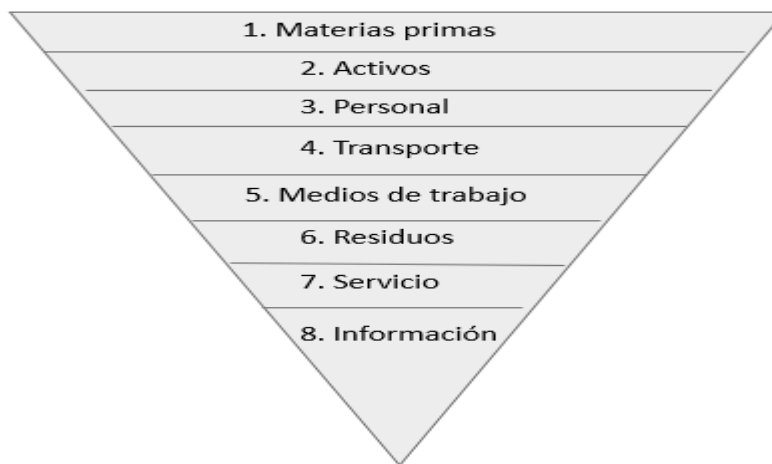 1. Materias primas
2. Activos
3. Personal
4. Transporte
5. Medios de trabajo
6. Residuos
7. Servicio
8. Información